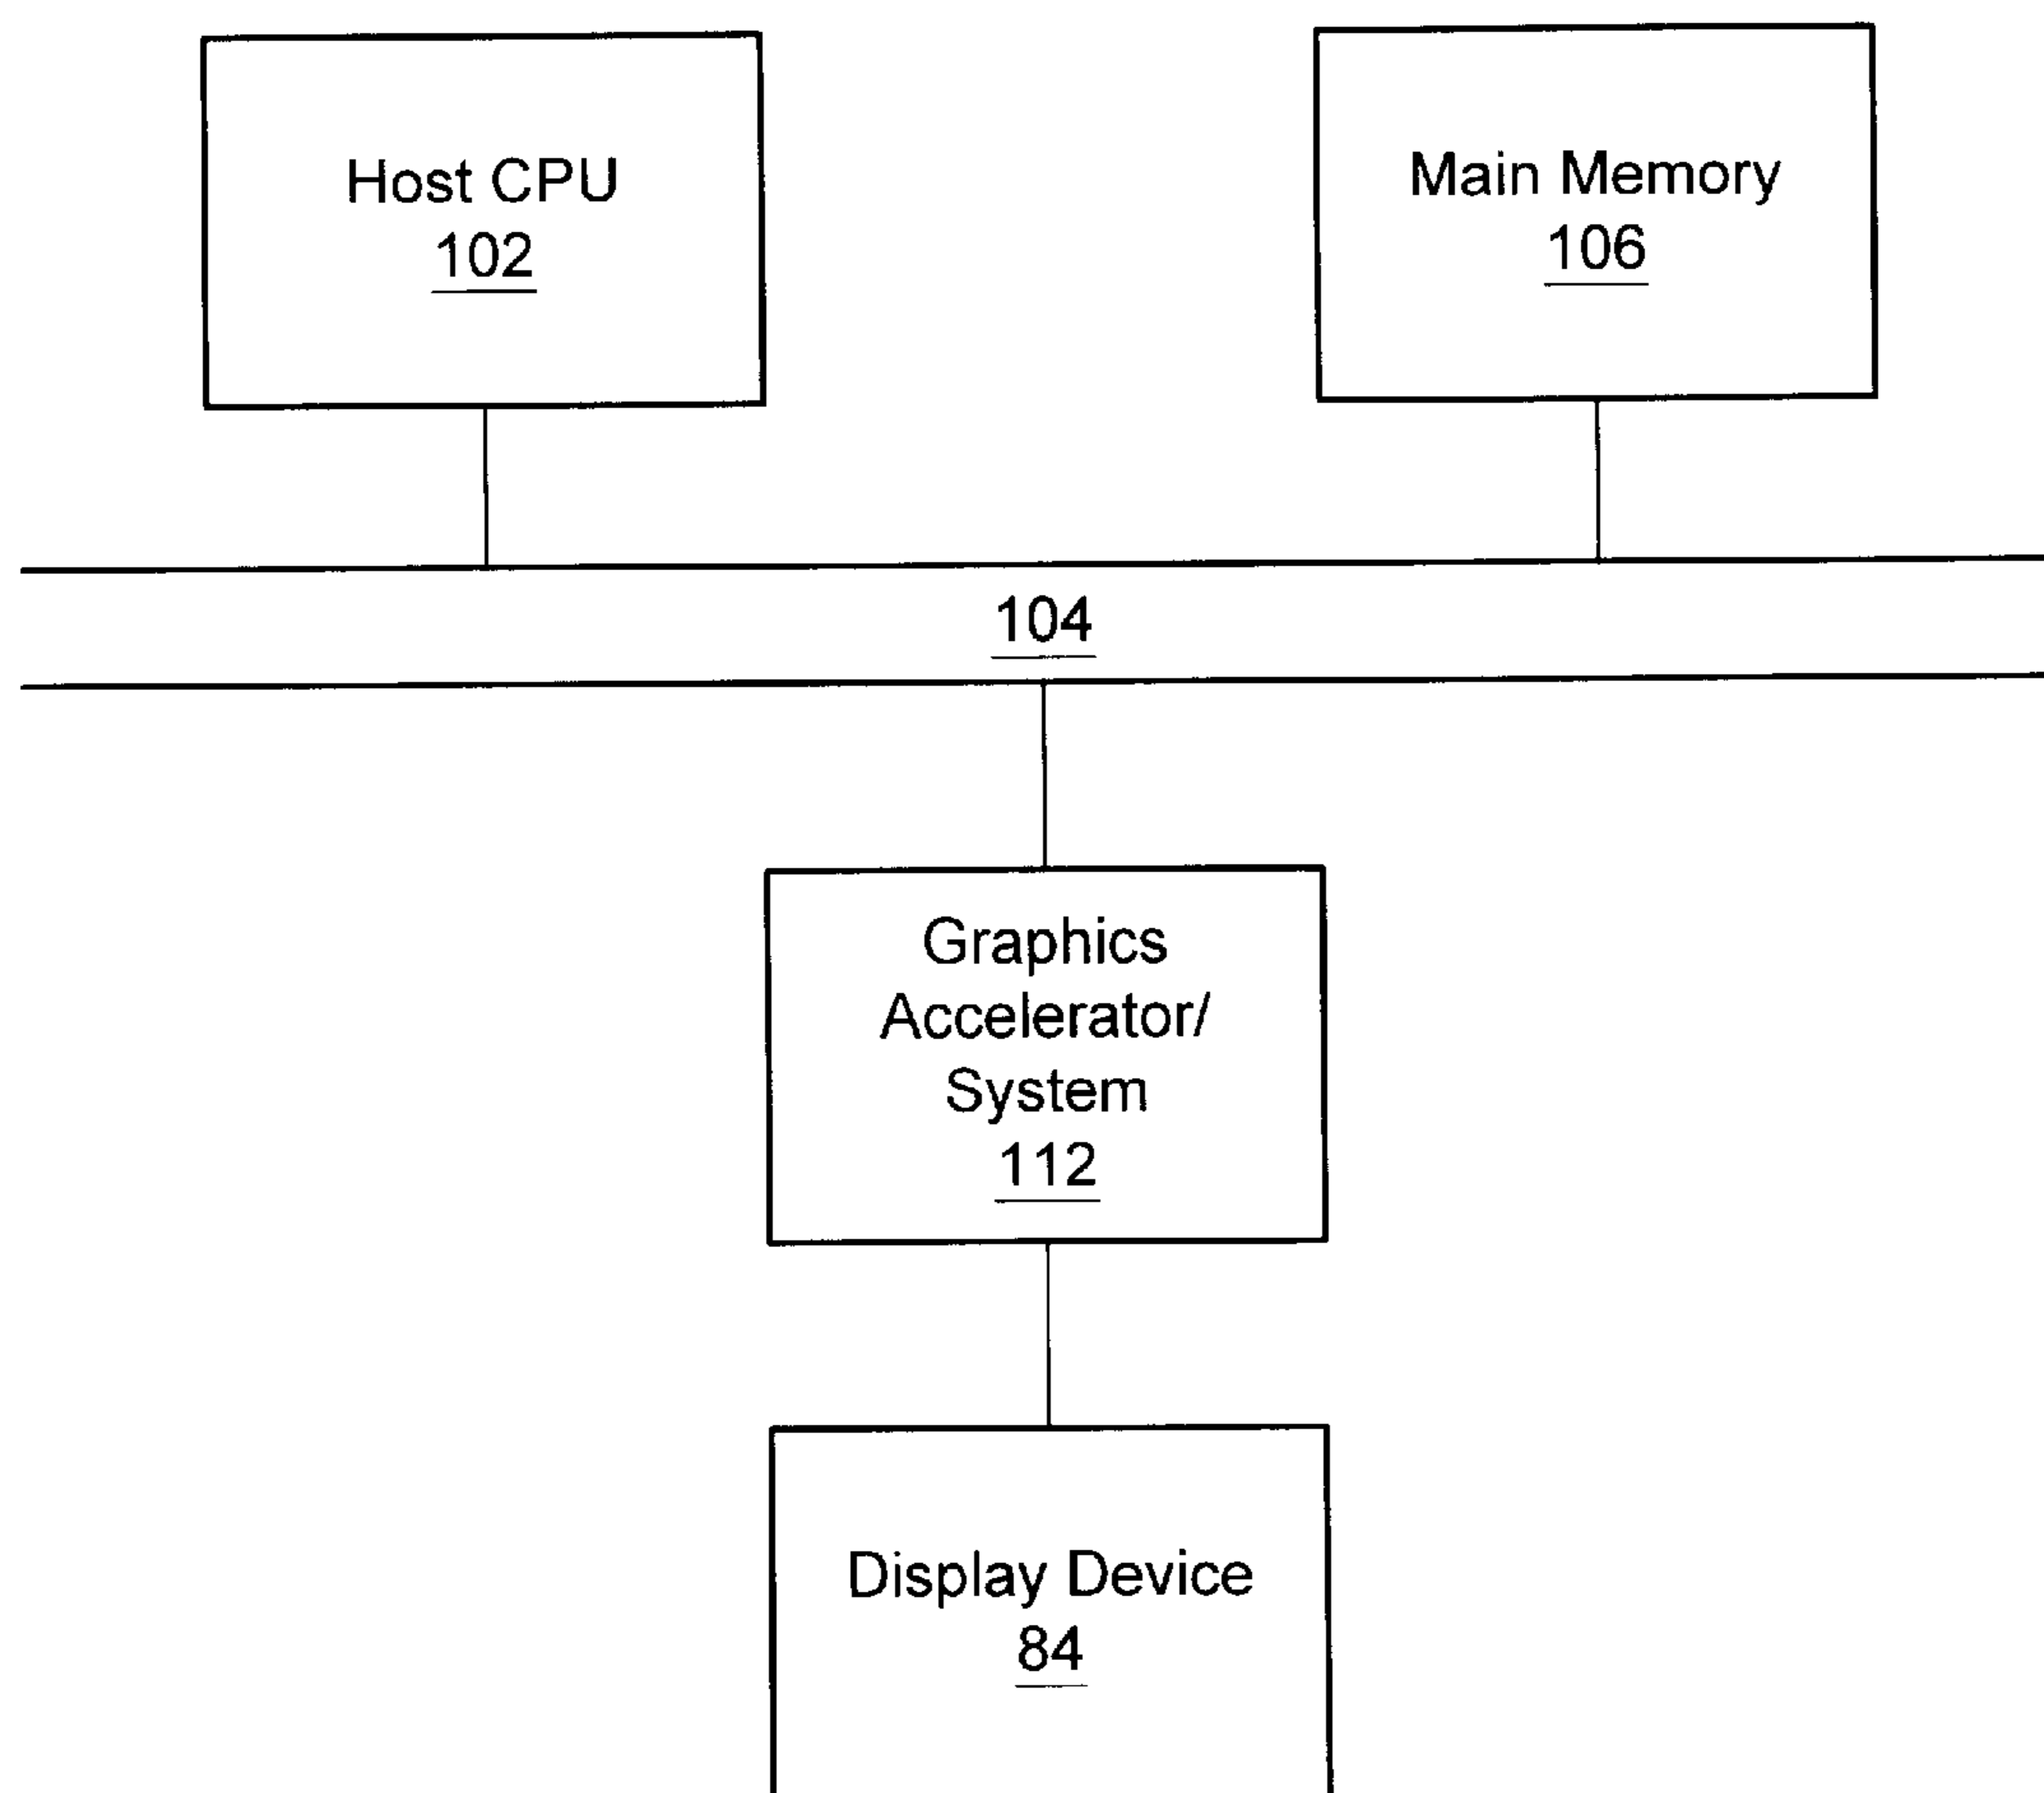 Host CPU
102
Main Memory
106
104
Graphics
Accelerator/
System
112
Display Device
84